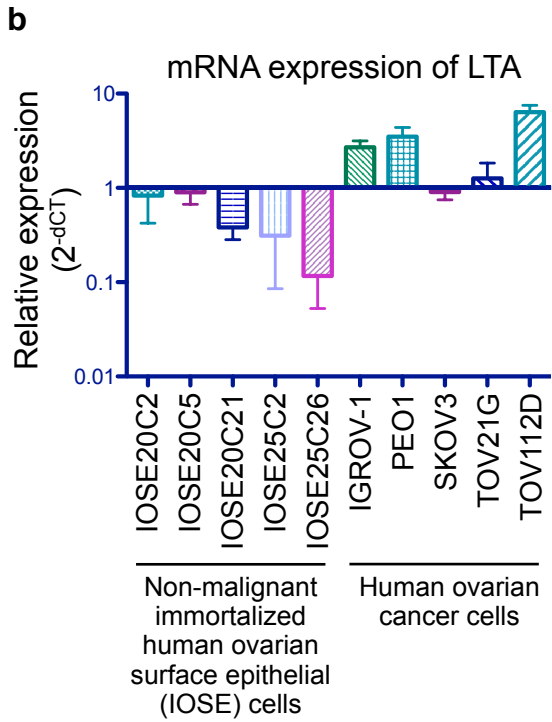 b
mRNA expression of LTA
Relative expression
(2-dCT)
10
1
0.1
0.01
IOSE20C2
IOSE20C5
IOSE20C21
IOSE25C2
IOSE25C26
IGROV-1
PEO1
SKOV3
TOV21G
TOV112D
Non-malignant
immortalized
human ovarian
surface epithelial
(IOSE) cells
Human ovarian
cancer cells